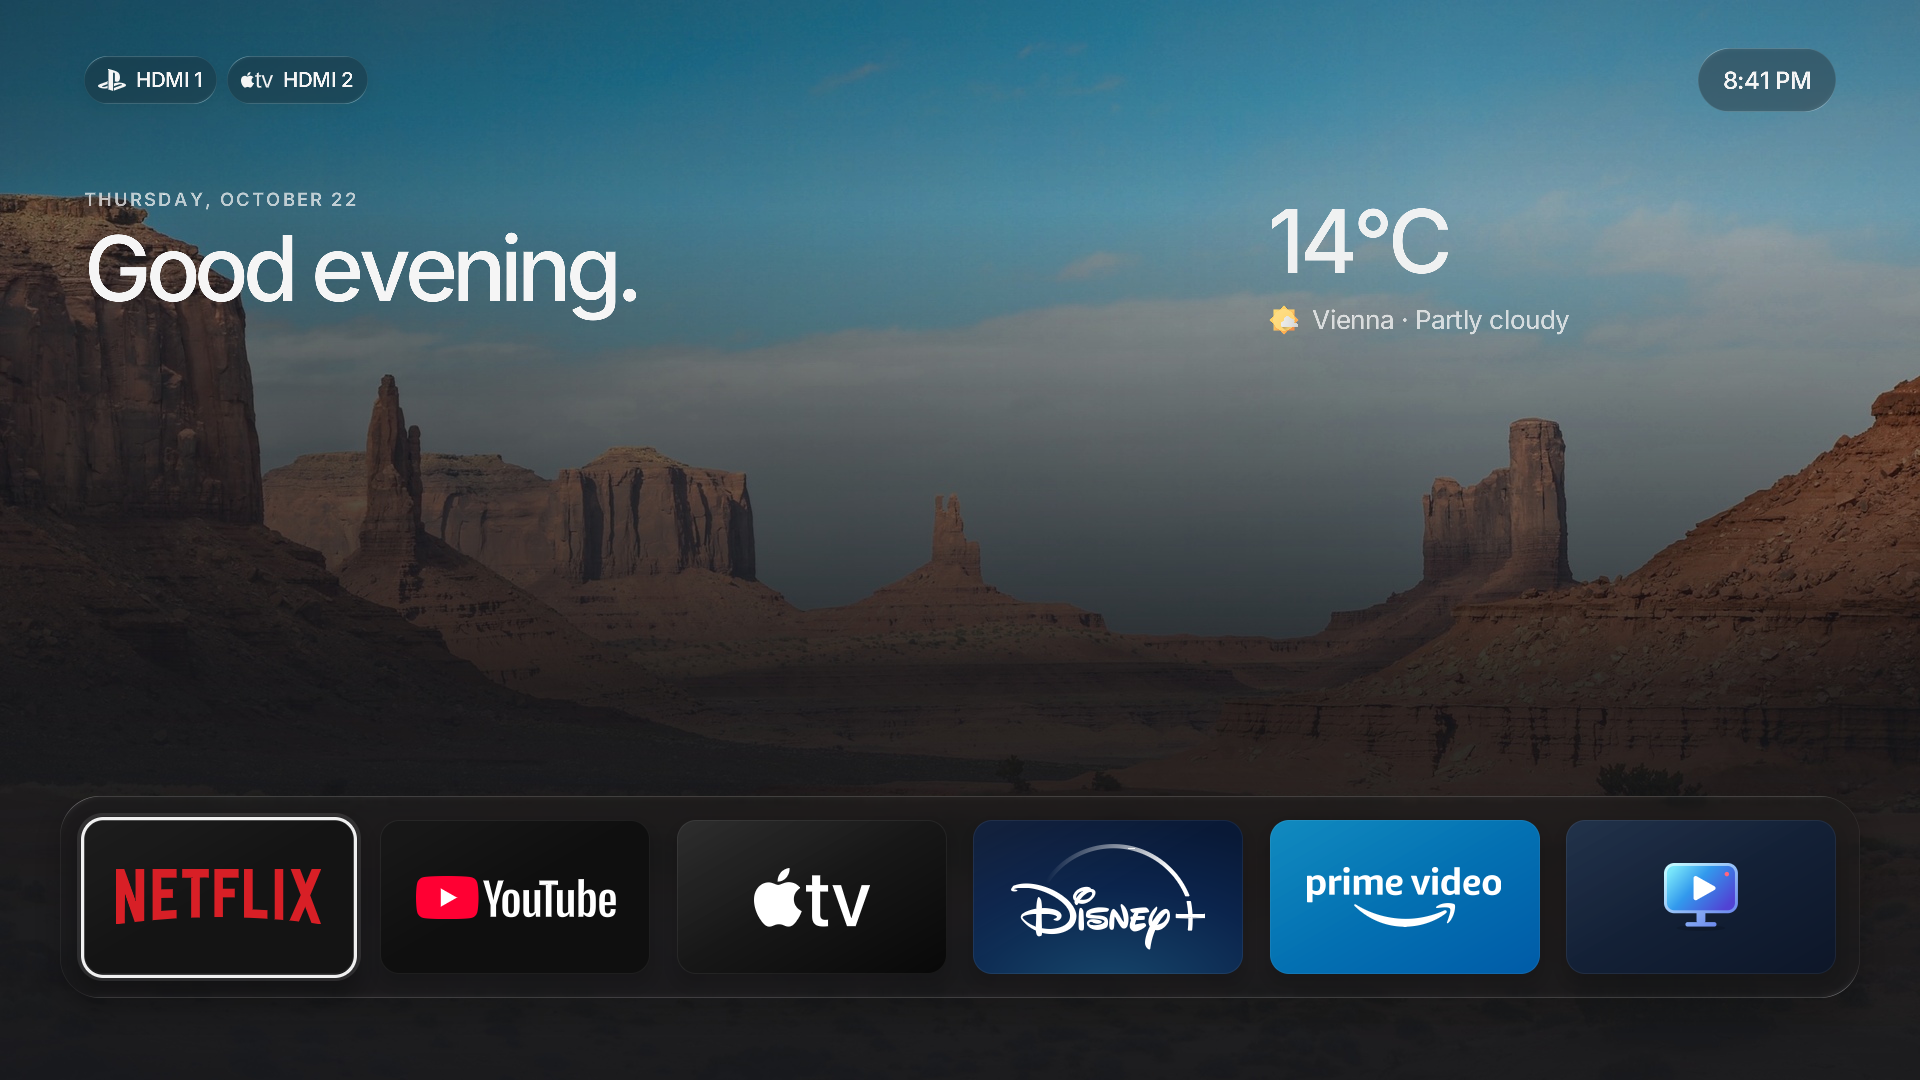 HDMI 1
tv HDMI 2
8:41 PM
THURSDAY, OCTOBER 22
Good evening.
14°C
Vienna · Partly cloudy
NETFLIX
YouTube
tv
Disney+
prime video